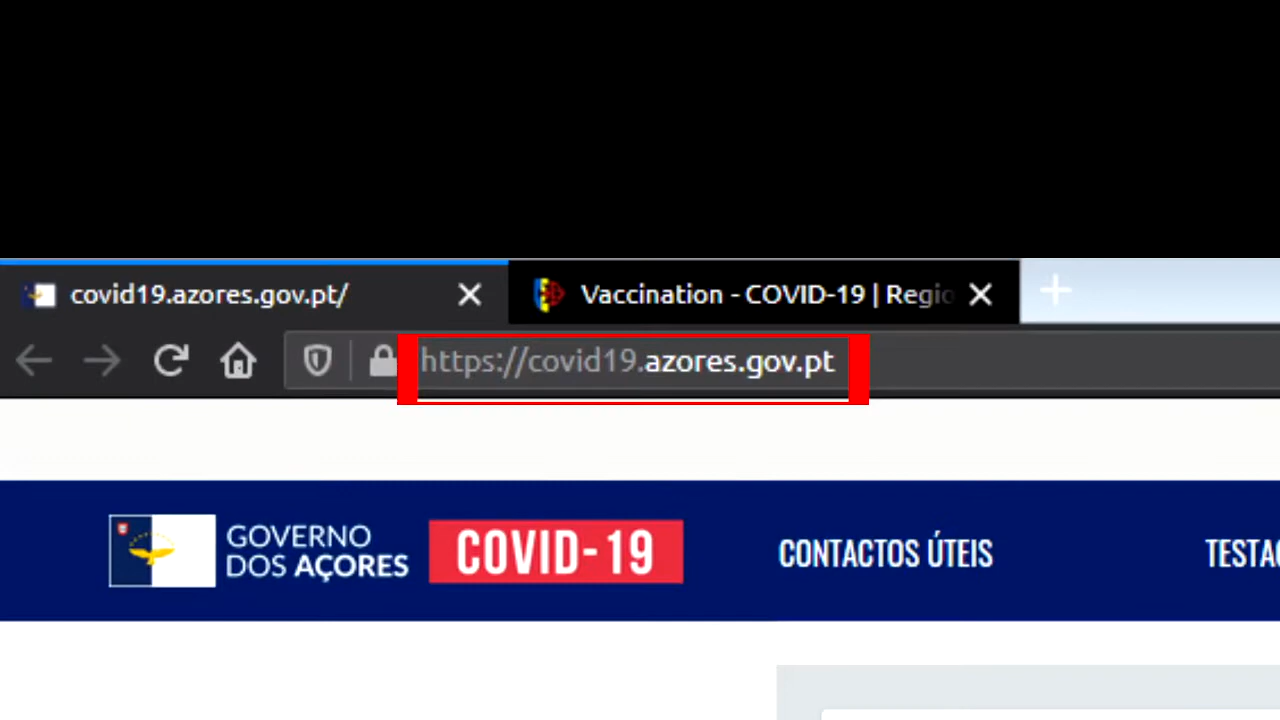 covid19.azores.gov.pt/
Vaccination - COVID-19 | Regio
https://covid19.azores.gov.pt
GOVERNO
DOS AÇORES
COVID-19
CONTACTOS ÚTEIS
TESTA